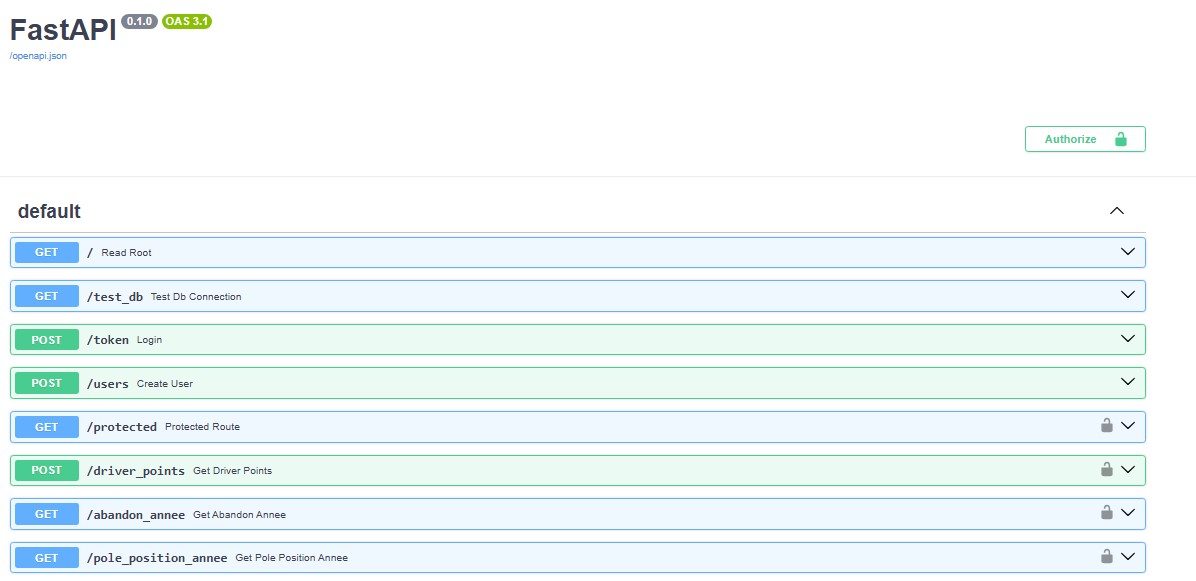 FastAPI 0.1.0 OAS 3.1
/openapi.json
Authorize
default
GET / Read Root
GET /test_db Test Db Connection
POST /token Login
POST /users Create User
GET /protected Protected Route
POST /driver_points Get Driver Points
GET /abandon_annee Get Abandon Annee
GET /pole_position_annee Get Pole Position Annee